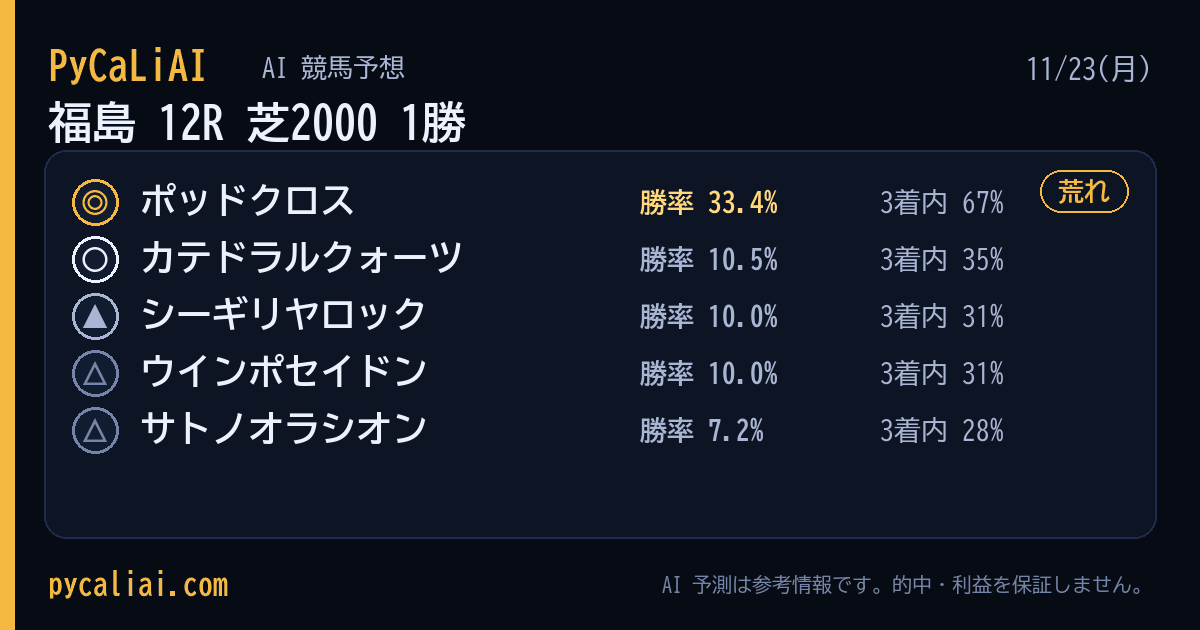 PyCaLiAI AI 競馬予想 11/23(月)
福島 12R 芝2000 1勝
◎ ポッドクロス 勝率 33.4% 3着内 67% 荒れ
○ カテドラルクォーツ 勝率 10.5% 3着内 35%
▲ シーギリヤロック 勝率 10.0% 3着内 31%
△ ウインポセイドン 勝率 10.0% 3着内 31%
△ サトノオラシオン 勝率 7.2% 3着内 28%
pycaliai.com AI 予測は参考情報です。的中・利益を保証しません。